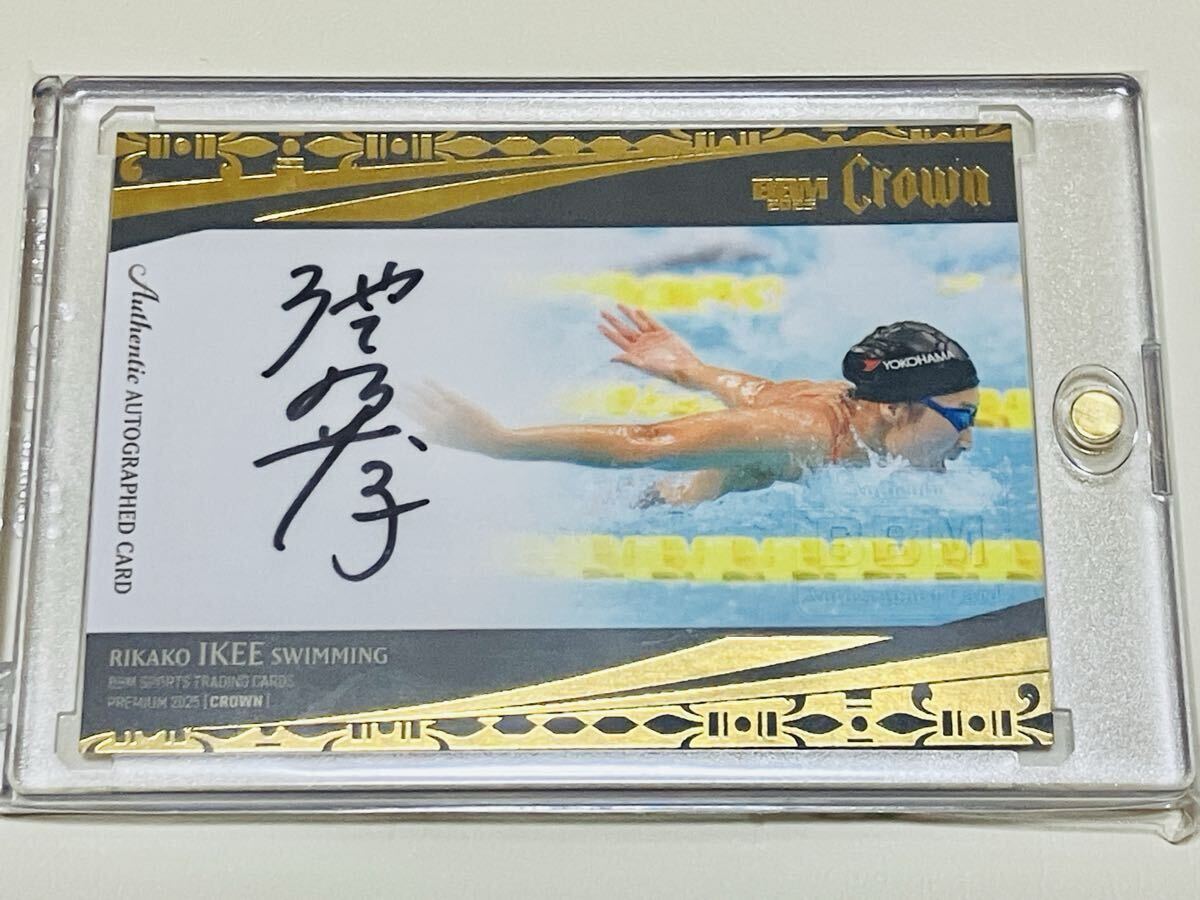 BBM
2025
Crown
Authentic AUTOGRAPHED CARD
池江
璃花子
YOKOHAMA
BBM
RIKAKO IKEE SWIMMING
BBM SPORTS TRADING CARDS
PREMIUM 2025 [CROWN]